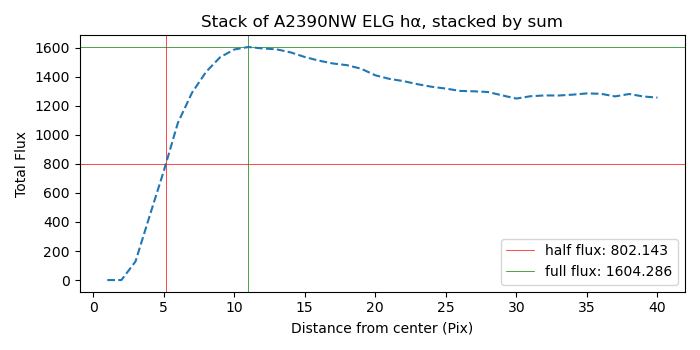 Stack of A2390NW ELG hα, stacked by sum
Total Flux
1600
1400
1200
1000
800
600
400
200
0
half flux: 802.143
full flux: 1604.286
0 5 10 15 20 25 30 35 40
Distance from center (Pix)